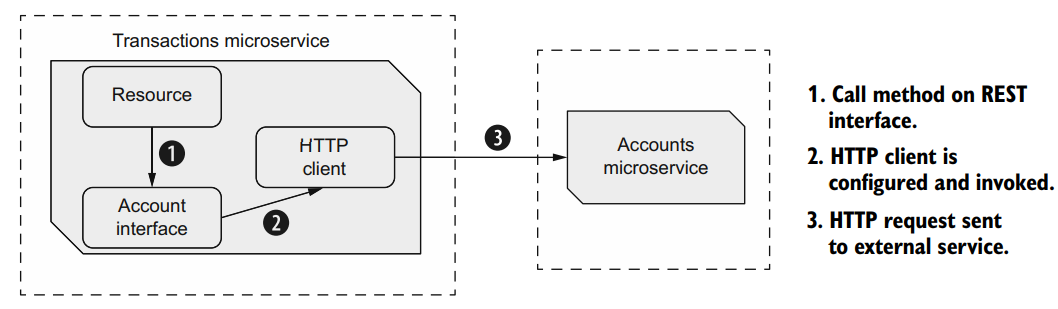 Transactions microservice
Resource
1
Account
interface
2
HTTP
client
3
Accounts
microservice
1. Call method on REST
interface.
2. HTTP client is
configured and invoked.
3. HTTP request sent
to external service.